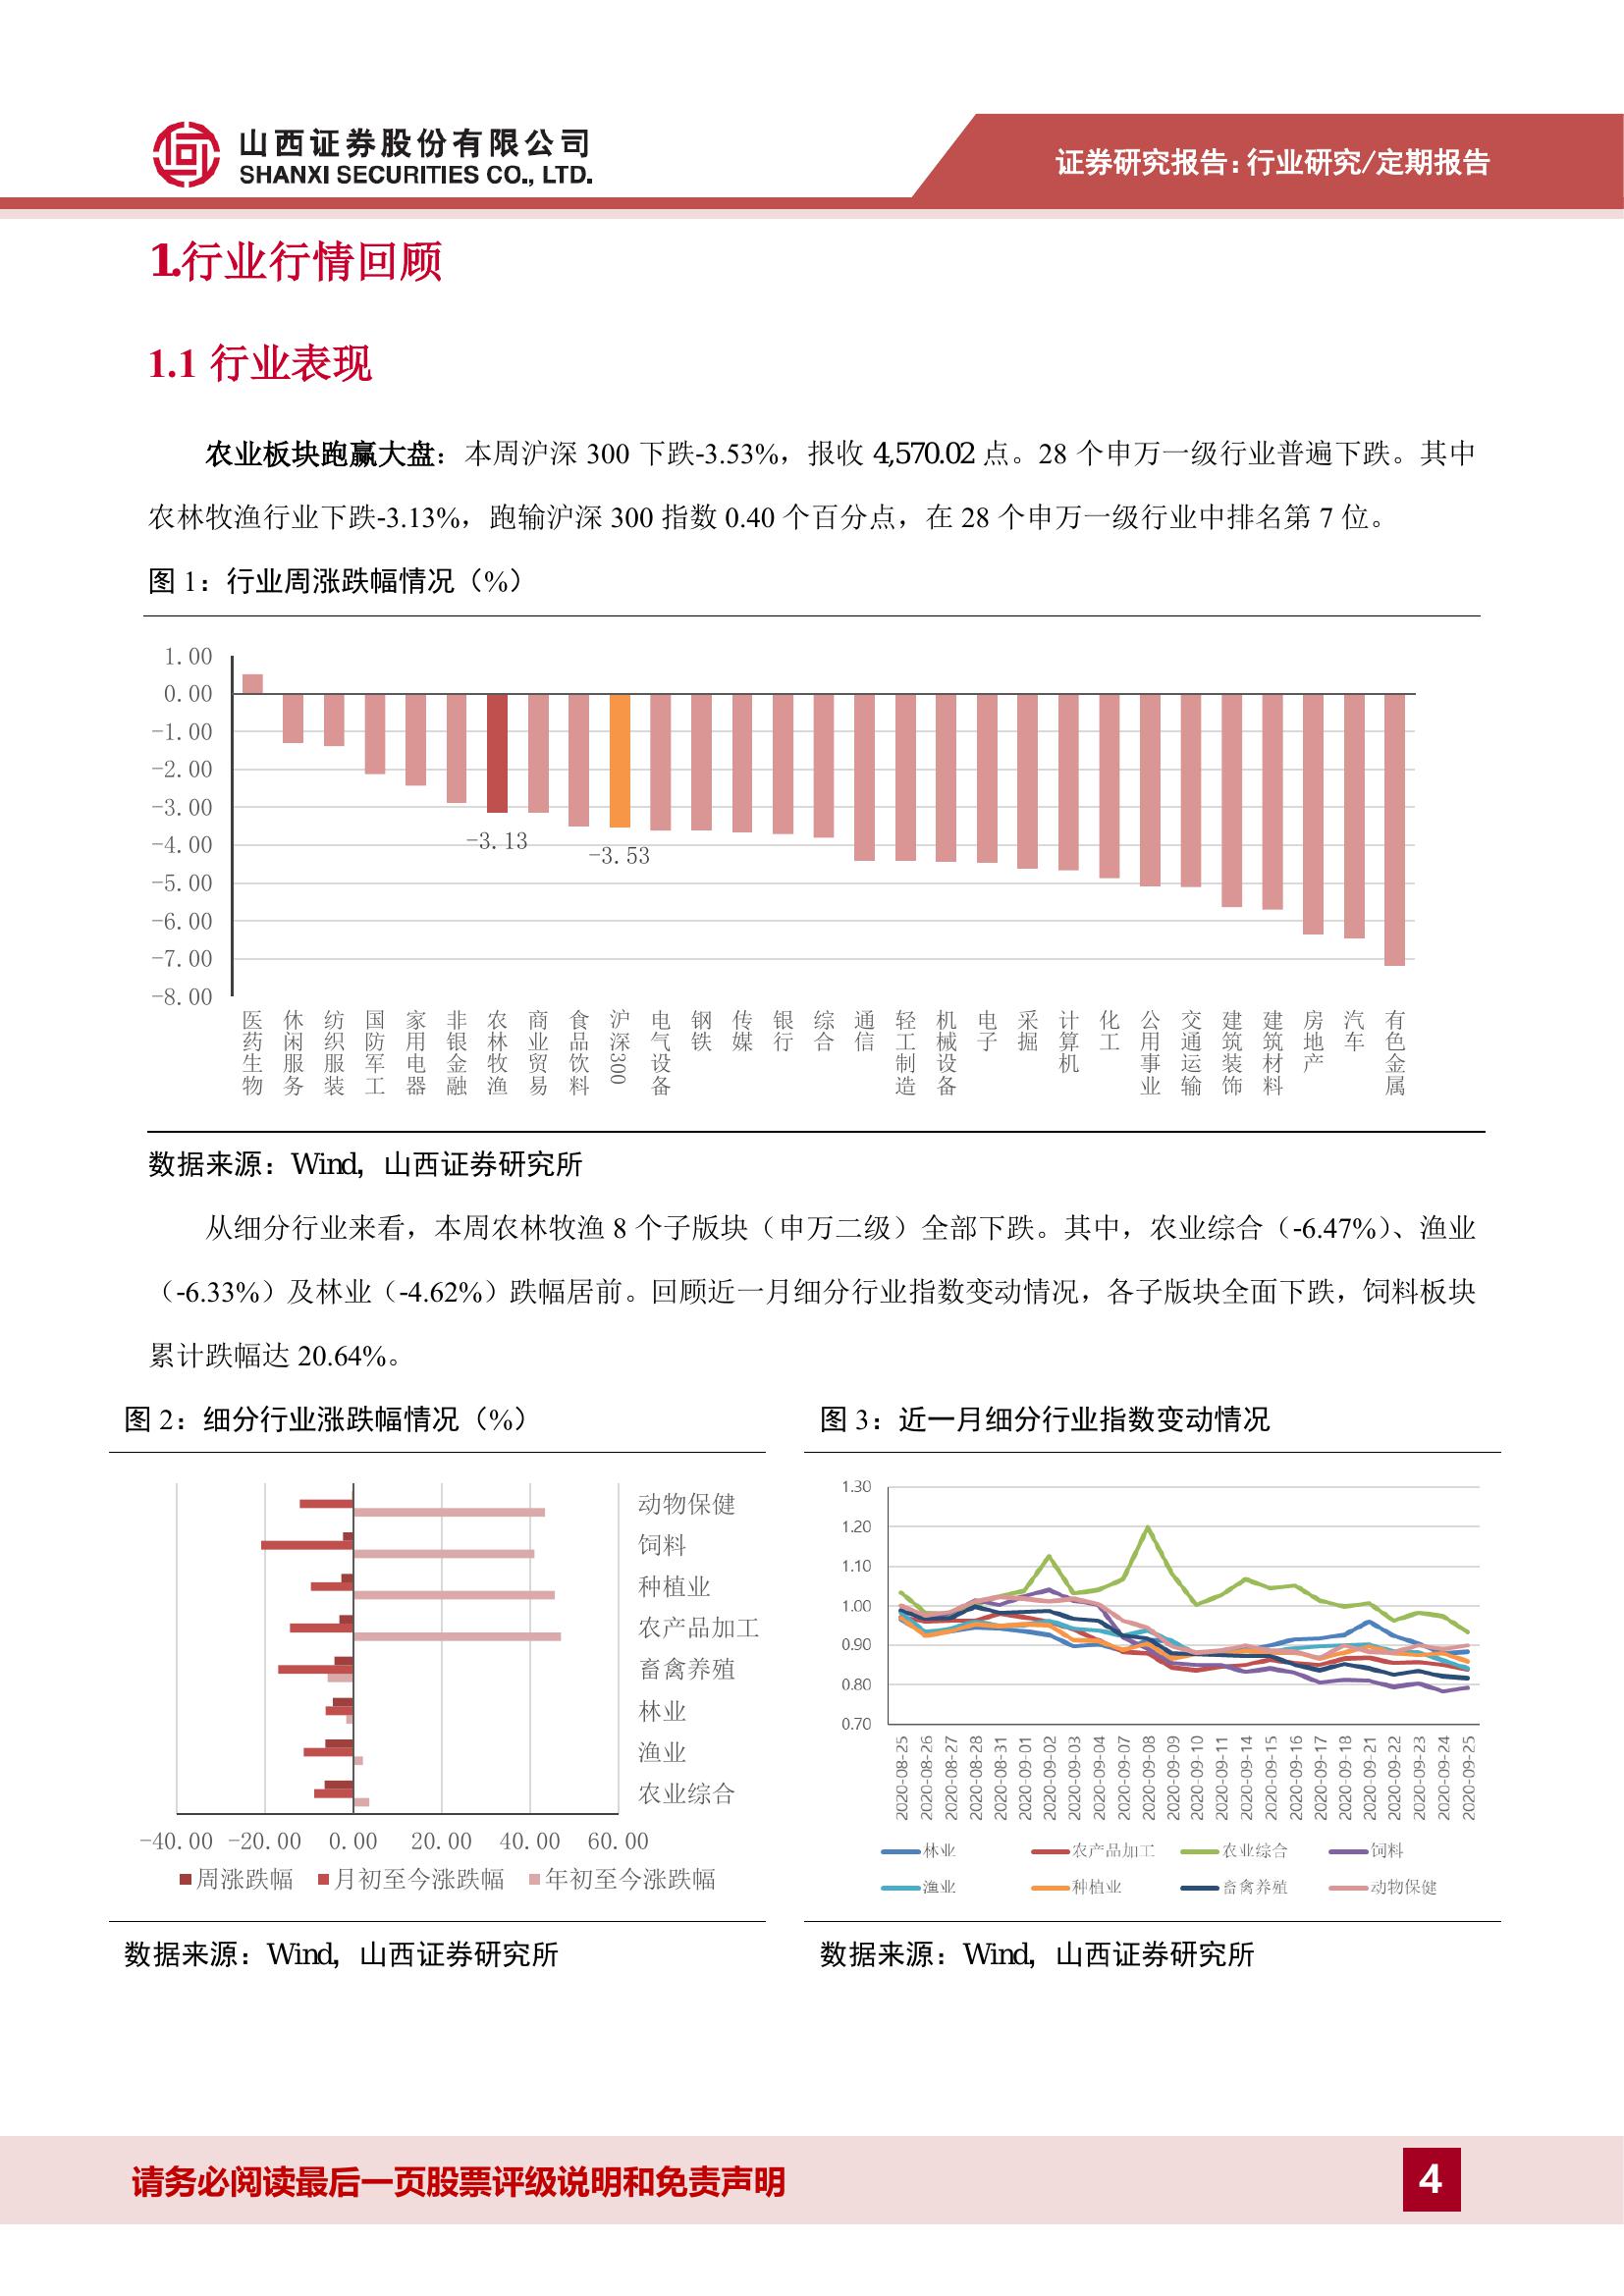 山西证券股份有限公司
SHANXI SECURITIES CO., LTD.
证券研究报告：行业研究/定期报告
1.行业行情回顾
1.1 行业表现
农业板块跑赢大盘：本周沪深 300 下跌-3.53%，报收 4,570.02 点。28 个申万一级行业普遍下跌。其中
农林牧渔行业下跌-3.13%，跑输沪深 300 指数 0.40 个百分点，在 28 个申万一级行业中排名第 7 位。
图 1：行业周涨跌幅情况（%）
1.00
0.00
-1.00
-2.00
-3.00
-4.00
-5.00
-6.00
-7.00
-8.00
-3.13
-3.53
医药生物
休闲服务
纺织服装
国防军工
家用电器
非银金融
农林牧渔
商业贸易
食品饮料
沪深300
电气设备
钢铁
传媒
银行
综合
通信
轻工制造
机械设备
电子
采掘
计算机
化工
公用事业
交通运输
建筑装饰
建筑材料
房地产
汽车
有色金属
数据来源：Wind，山西证券研究所
从细分行业来看，本周农林牧渔 8 个子版块（申万二级）全部下跌。其中，农业综合（-6.47%）、渔业
（-6.33%）及林业（-4.62%）跌幅居前。回顾近一月细分行业指数变动情况，各子版块全面下跌，饲料板块
累计跌幅达 20.64%。
图 2：细分行业涨跌幅情况（%）
动物保健
饲料
种植业
农产品加工
畜禽养殖
林业
渔业
农业综合
-40.00 -20.00 0.00 20.00 40.00 60.00
周涨跌幅 月初至今涨跌幅 年初至今涨跌幅
数据来源：Wind，山西证券研究所
图 3：近一月细分行业指数变动情况
1.30
1.20
1.10
1.00
0.90
0.80
0.70
2020-08-25
2020-08-26
2020-08-27
2020-08-28
2020-08-31
2020-09-01
2020-09-02
2020-09-03
2020-09-04
2020-09-07
2020-09-08
2020-09-09
2020-09-10
2020-09-11
2020-09-14
2020-09-15
2020-09-16
2020-09-17
2020-09-18
2020-09-21
2020-09-22
2020-09-23
2020-09-24
2020-09-25
林业 农产品加工 农业综合 饲料
渔业 种植业 畜禽养殖 动物保健
数据来源：Wind，山西证券研究所
请务必阅读最后一页股票评级说明和免责声明
4